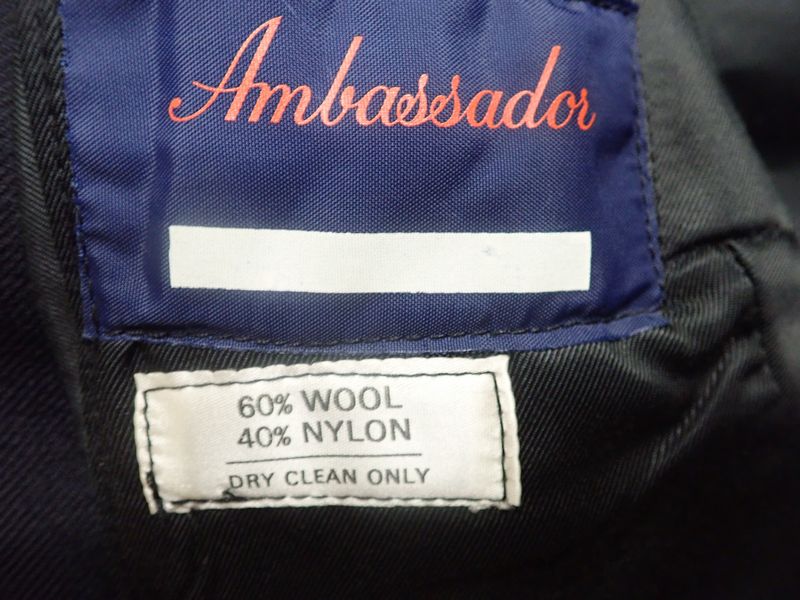 Ambassador
60% WOOL
40% NYLON
DRY CLEAN ONLY